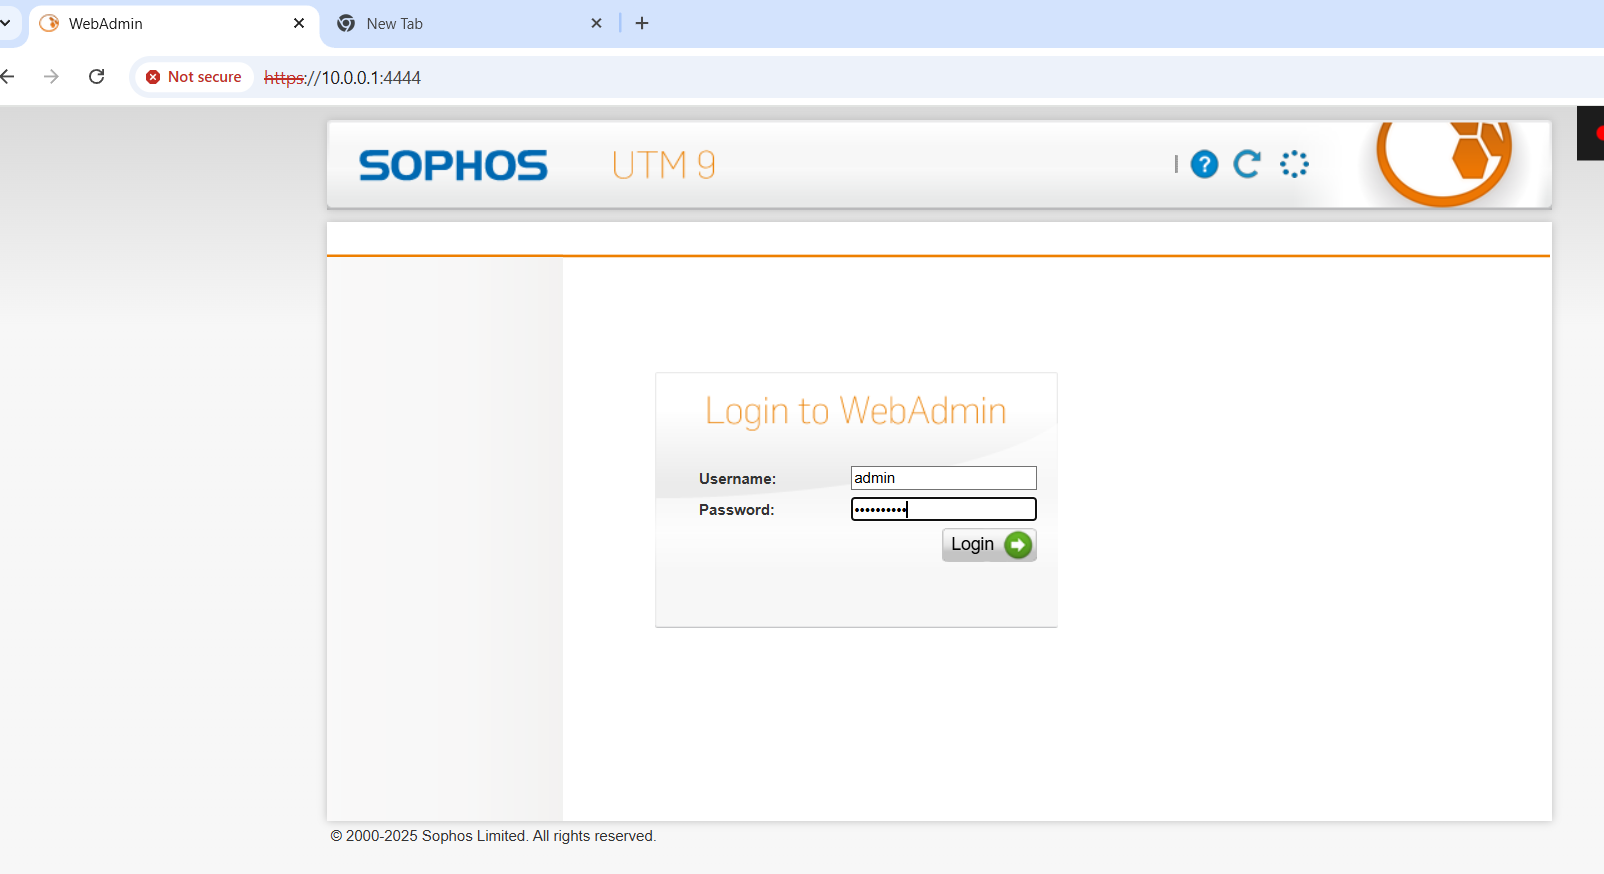 WebAdmin
New Tab
Not secure https://10.0.0.1:4444
SOPHOS UTM 9
Login to WebAdmin
Username: admin
Password: ••••••••••
Login
© 2000-2025 Sophos Limited. All rights reserved.